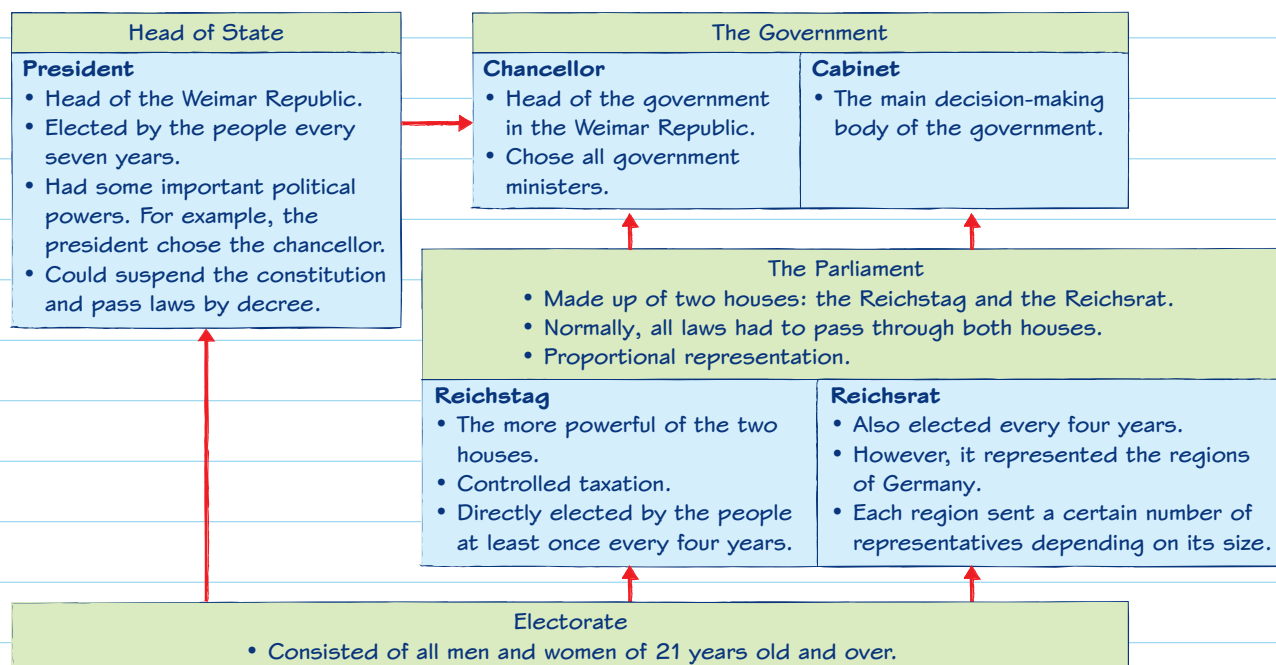 Head of State
President
• Head of the Weimar Republic.
• Elected by the people every
seven years.
• Had some important political
powers. For example, the
president chose the chancellor.
• Could suspend the constitution
and pass laws by decree.
The Government
Chancellor
• Head of the government
in the Weimar Republic.
• Chose all government
ministers.
Cabinet
• The main decision-making
body of the government.
The Parliament
• Made up of two houses: the Reichstag and the Reichsrat.
• Normally, all laws had to pass through both houses.
• Proportional representation.
Reichstag
• The more powerful of the two
houses.
• Controlled taxation.
• Directly elected by the people
at least once every four years.
Reichsrat
• Also elected every four years.
• However, it represented the regions
of Germany.
• Each region sent a certain number of
representatives depending on its size.
Electorate
• Consisted of all men and women of 21 years old and over.